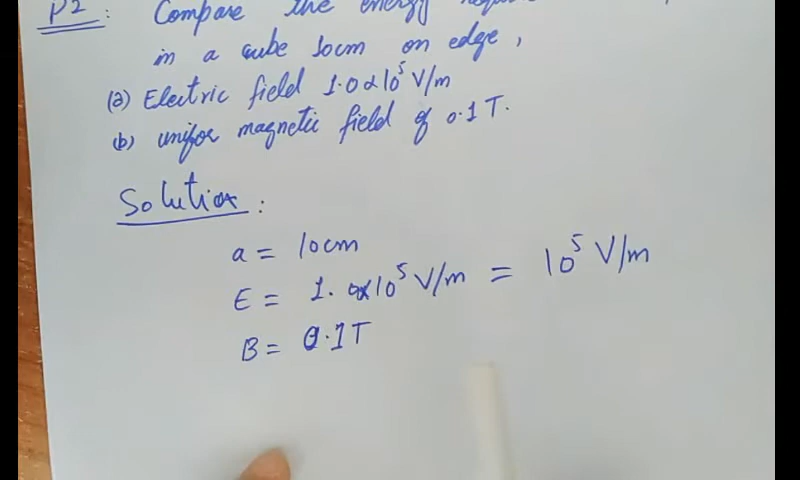 P2: Compare the energy
in a cube 10cm on edge,
(a) Electric field 1.0 x 10⁵ V/m
(b) unifor magnetic field of 0.1 T.
Solution:
a = 10cm
E = 1.0 x 10⁵ V/m = 10⁵ V/m
B = 0.1T